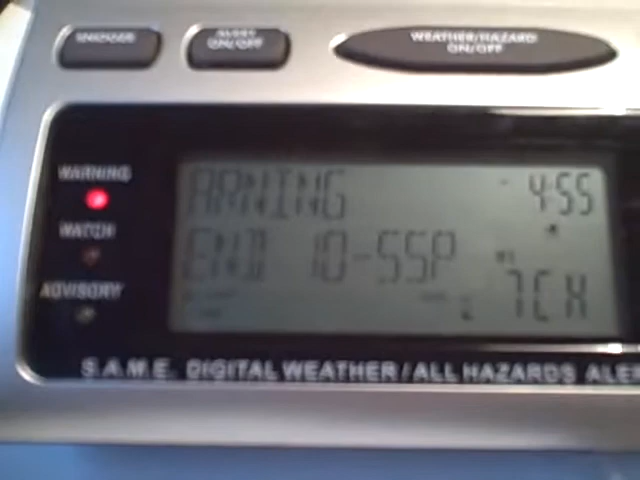 SNOOZE
ALERT
ON/OFF
WEATHER/HAZARD
ON/OFF
WARNING
WATCH
ADVISORY
ARNING 4:55
END 10-55P
7CH
S.A.M.E. DIGITAL WEATHER/ALL HAZARDS ALER